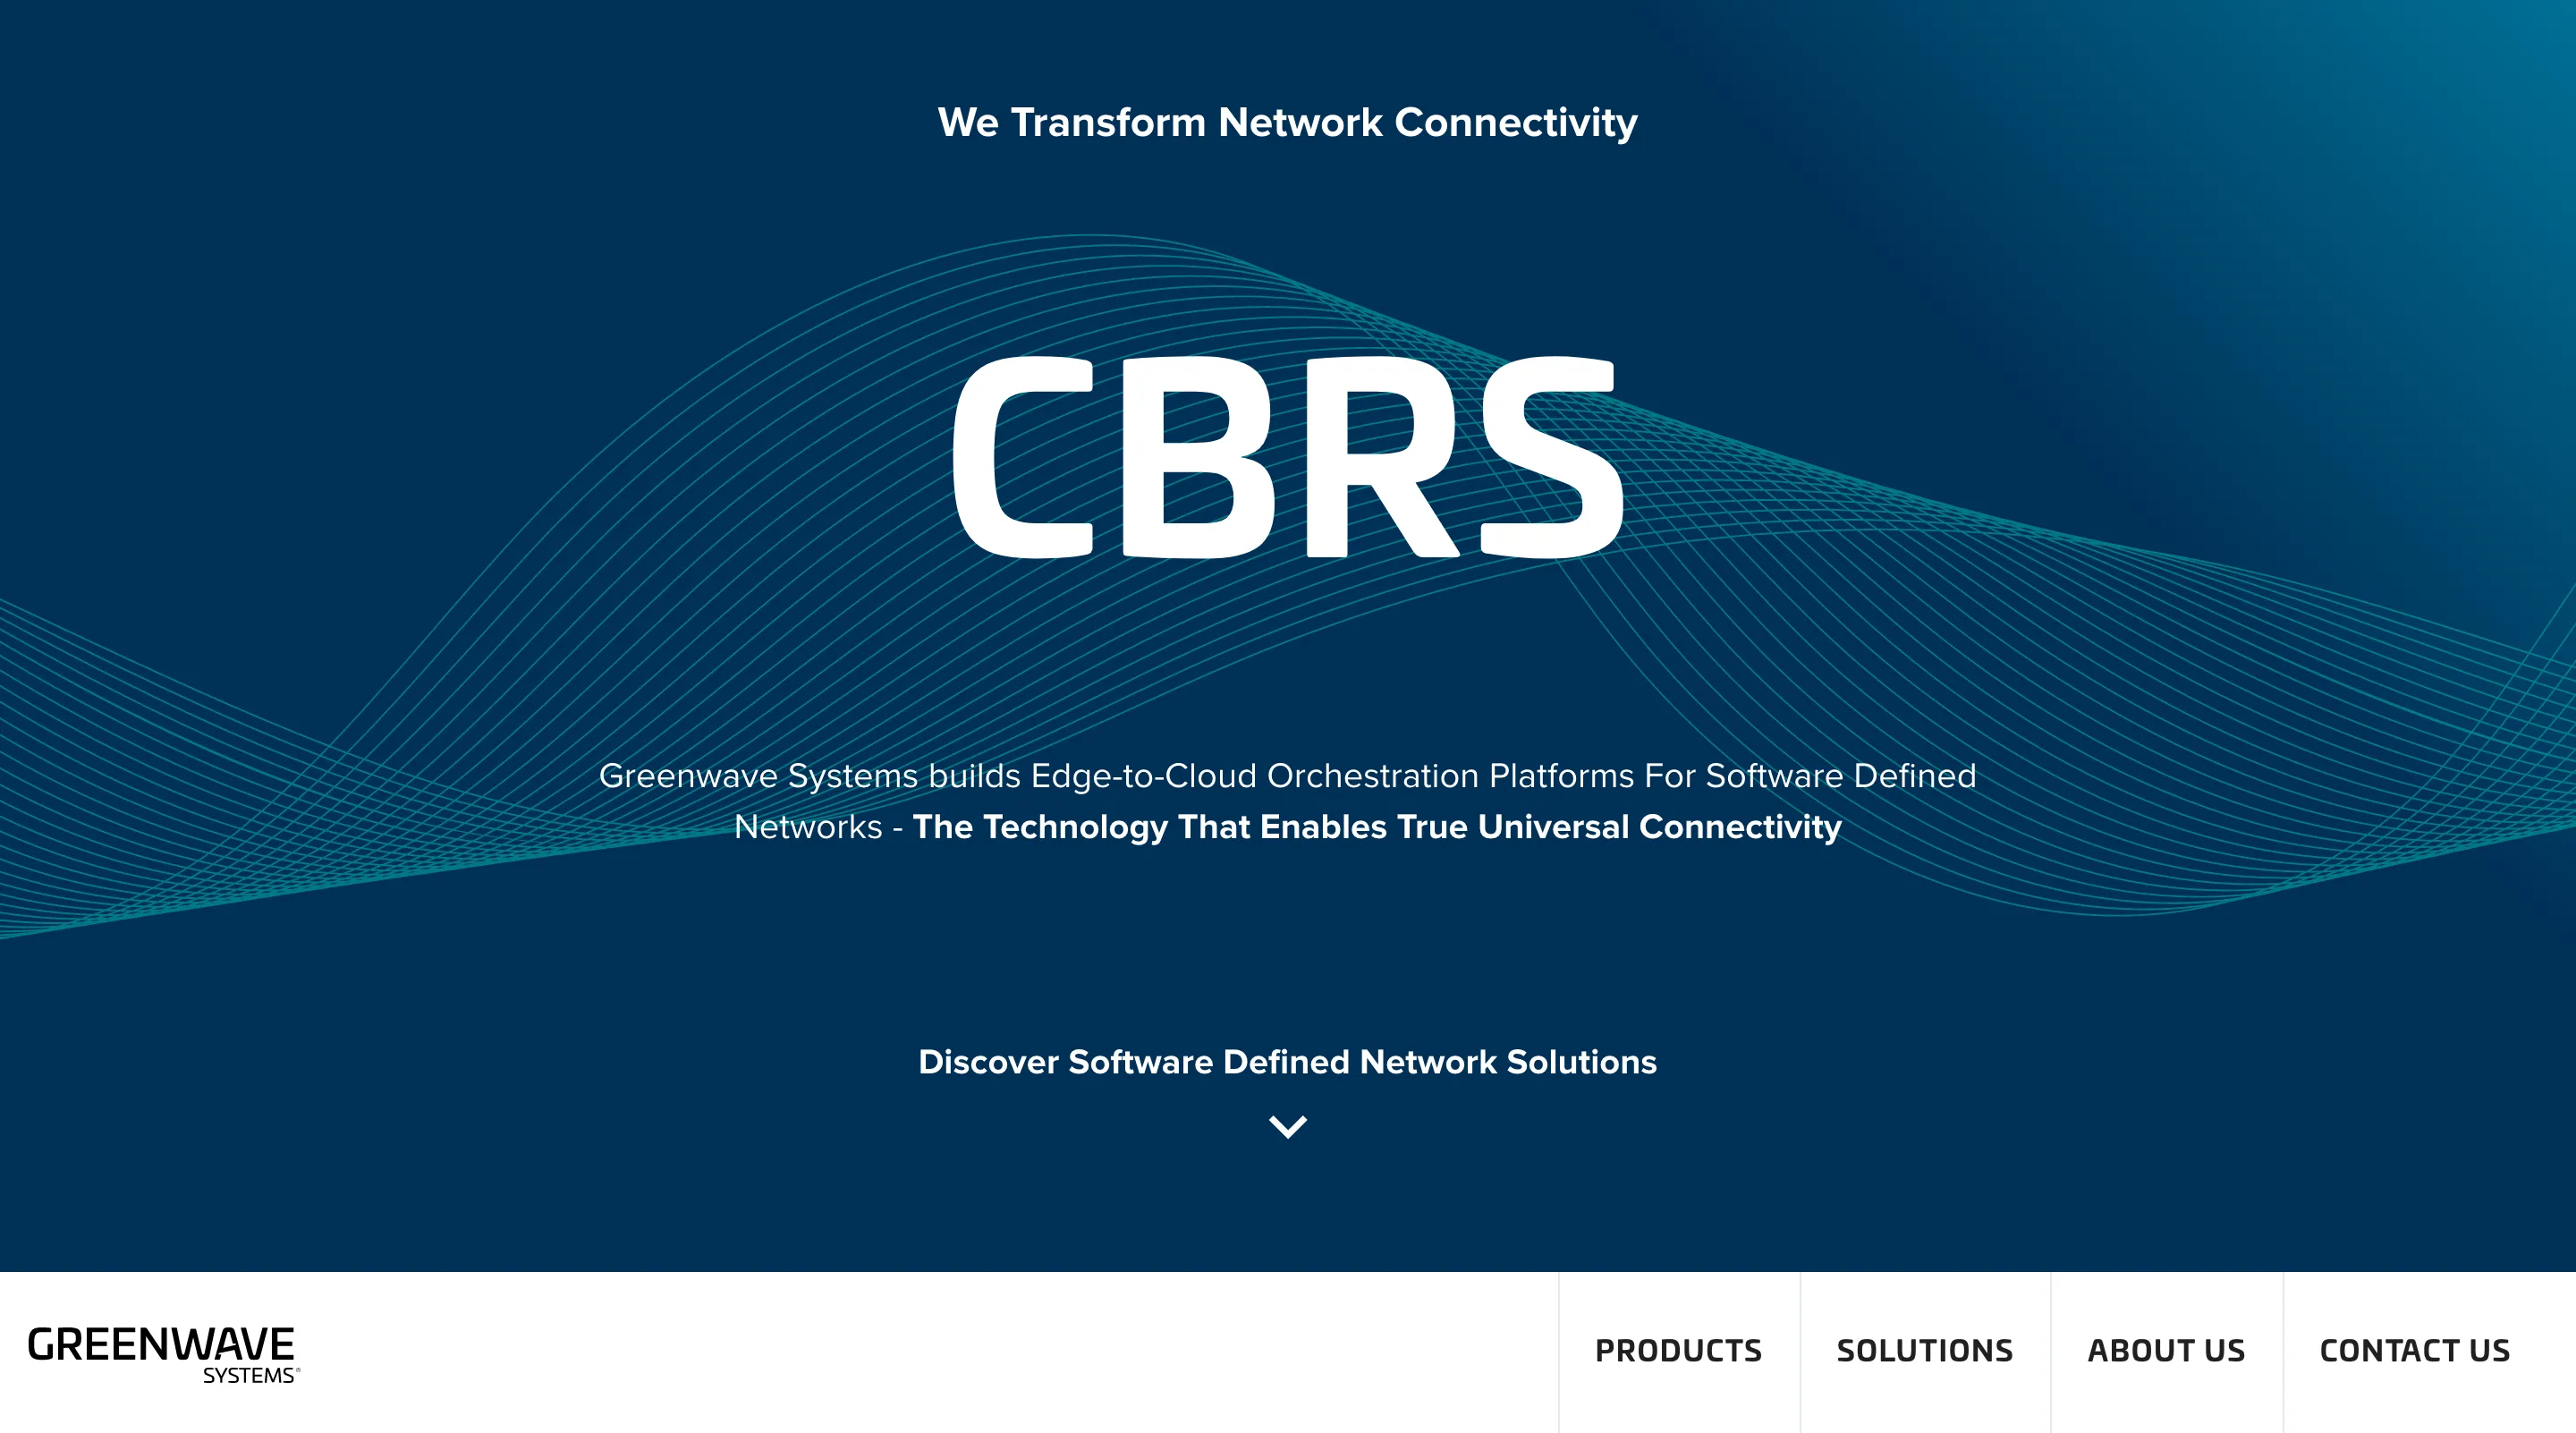 We Transform Network Connectivity
CBRS
Greenwave Systems builds Edge-to-Cloud Orchestration Platforms For Software Defined
Networks - The Technology That Enables True Universal Connectivity
Discover Software Defined Network Solutions
GREENWAVE
SYSTEMS®
PRODUCTS
SOLUTIONS
ABOUT US
CONTACT US